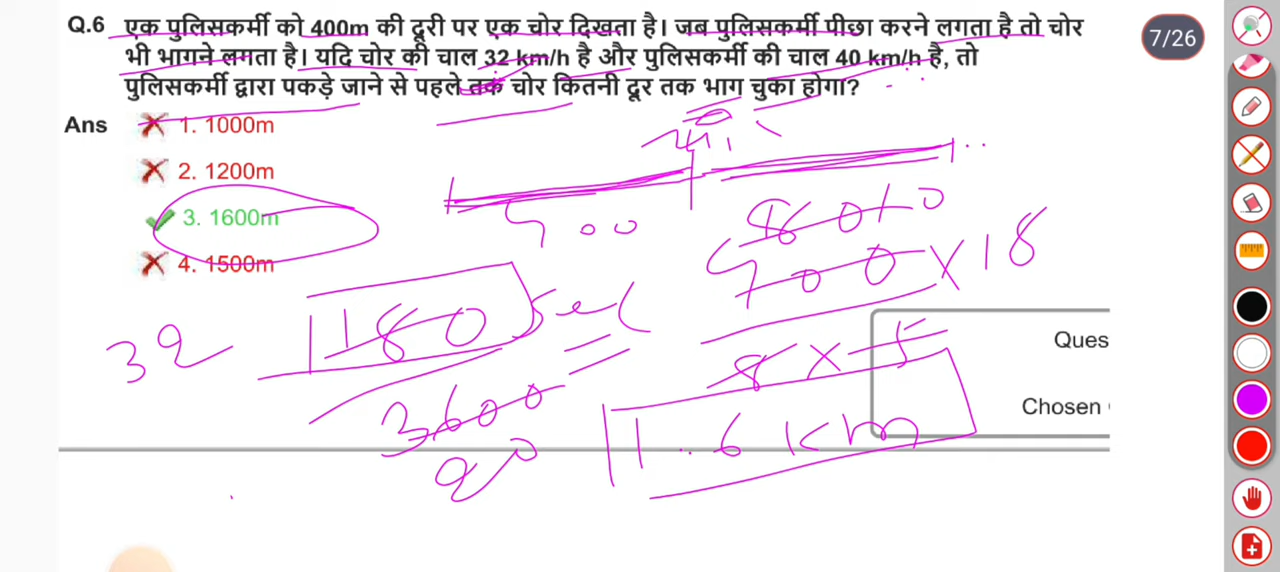 Q.6 एक पुलिसकर्मी को 400m की दूरी पर एक चोर दिखता है। जब पुलिसकर्मी पीछा करने लगता है तो चोर
भी भागने लगता है। यदि चोर की चाल 32 km/h है और पुलिसकर्मी की चाल 40 km/h है, तो
पुलिसकर्मी द्वारा पकड़े जाने से पहले तक चोर कितनी दूर तक भाग चुका होगा?
7/26
Ans 1. 1000m
2. 1200m
3. 1600m
4. 1500m
400
400 X 18
8 X 5
32
180 Sec
3600
20
1.6 km
Ques
Chosen